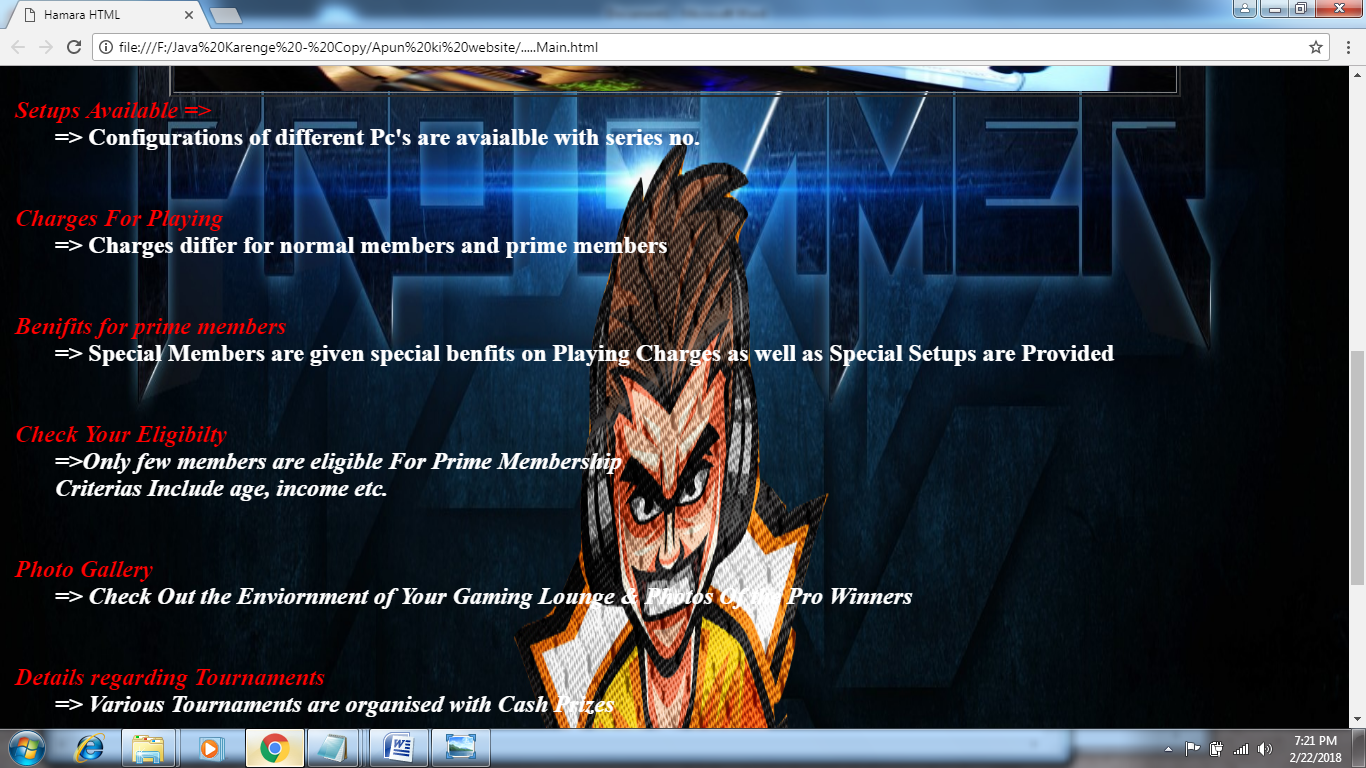 Hamara HTML
file:///F:/Java%20Karenge%20-%20Copy/Apun%20ki%20website/.....Main.html
Setups Available =>
=> Configurations of different Pc's are avaialble with series no.
Charges For Playing
=> Charges differ for normal members and prime members
Benifits for prime members
=> Special Members are given special benfits on Playing Charges as well as Special Setups are Provided
Check Your Eligibilty
=>Only few members are eligible For Prime Membership
Criterias Include age, income etc.
Photo Gallery
=> Check Out the Enviornment of Your Gaming Lounge & Photos Of the Pro Winners
Details regarding Tournaments
=> Various Tournaments are organised with Cash Prizes
7:21 PM
2/22/2018